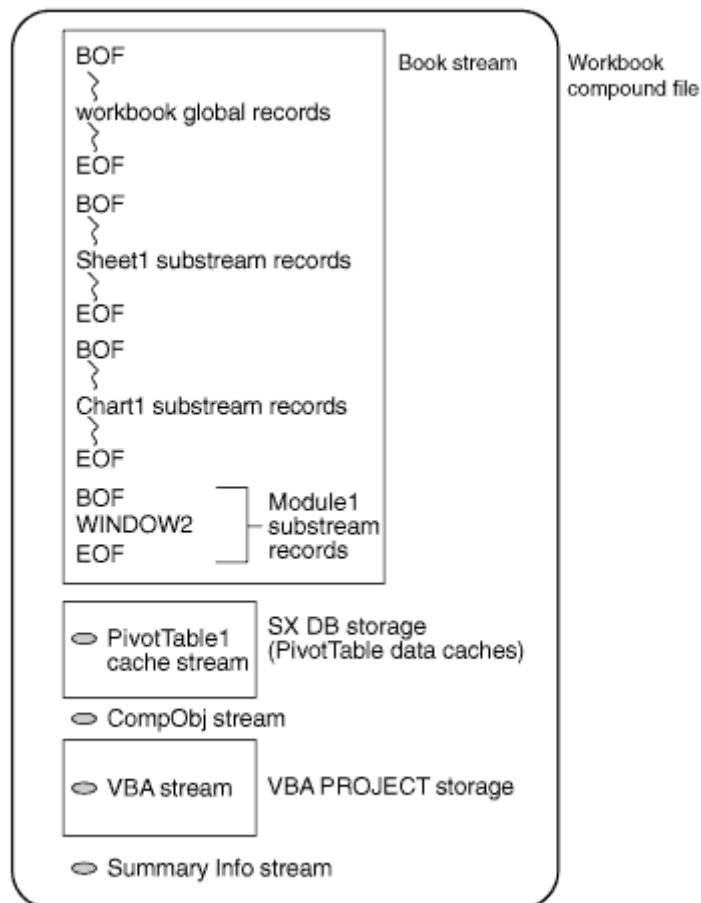 BOF
Book stream
Workbook
compound file
workbook global records
EOF
BOF
Sheet1 substream records
EOF
BOF
Chart1 substream records
EOF
BOF
WINDOW2
EOF
Module1
substream
records
PivotTable1
cache stream
SX DB storage
(PivotTable data caches)
CompObj stream
VBA stream
VBA PROJECT storage
Summary Info stream